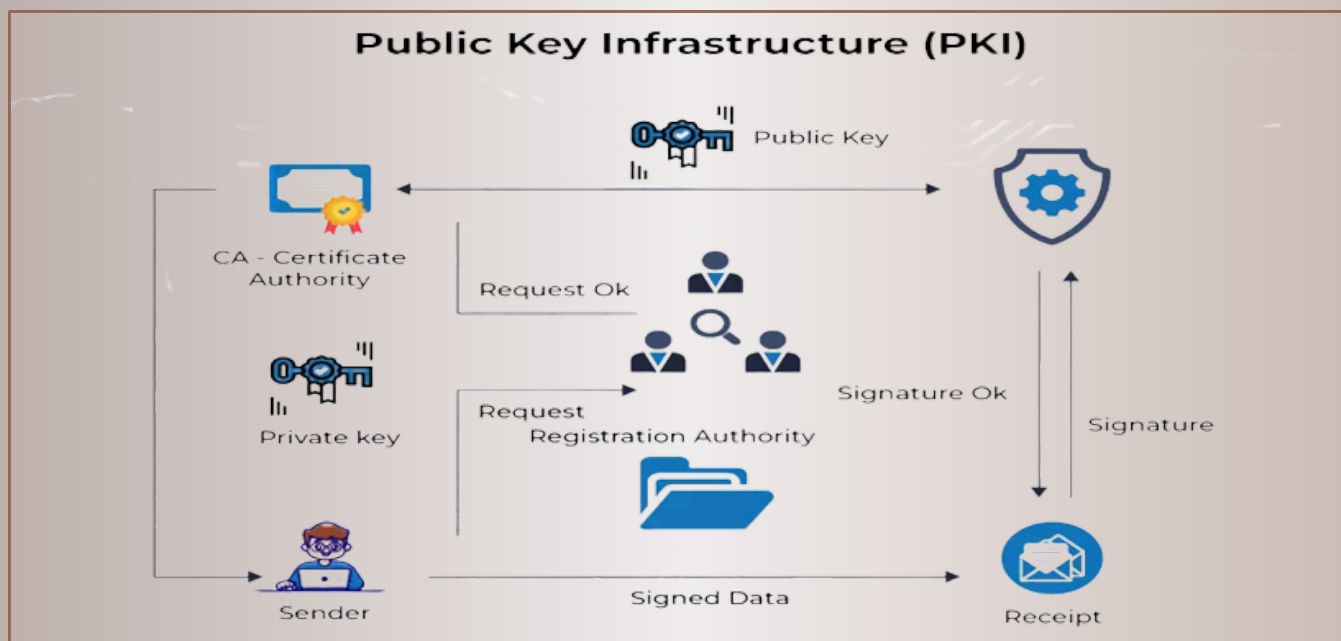 Public Key Infrastructure (PKI)
Public Key
CA - Certificate
Authority
Request Ok
Private key
Request
Registration Authority
Signature Ok
Signature
Sender
Signed Data
Receipt